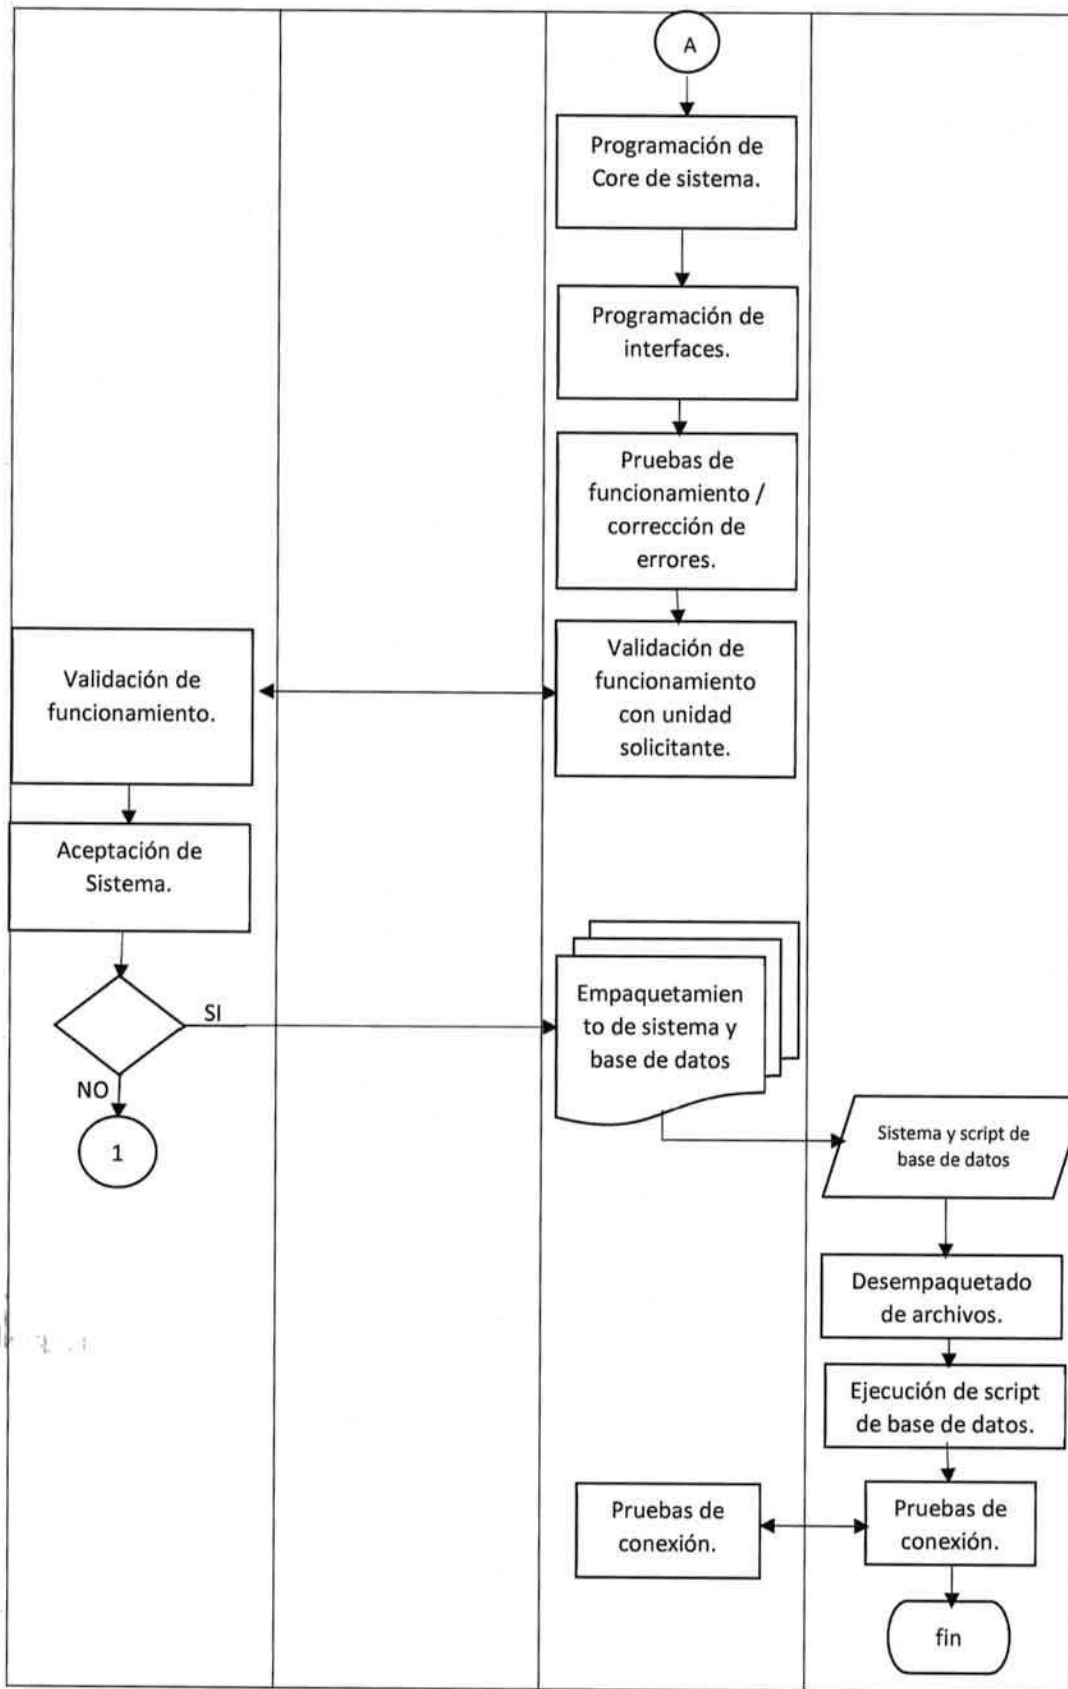 A
Programación de
Core de sistema.
Programación de
interfaces.
Pruebas de
funcionamiento /
corrección de
errores.
Validación de
funcionamiento.
Validación de
funcionamiento
con unidad
solicitante.
Aceptación de
Sistema.
SI
Empaquetamien
to de sistema y
base de datos
NO
1
Sistema y script de
base de datos
Desempaquetado
de archivos.
Ejecución de script
de base de datos.
Pruebas de
conexión.
Pruebas de
conexión.
fin